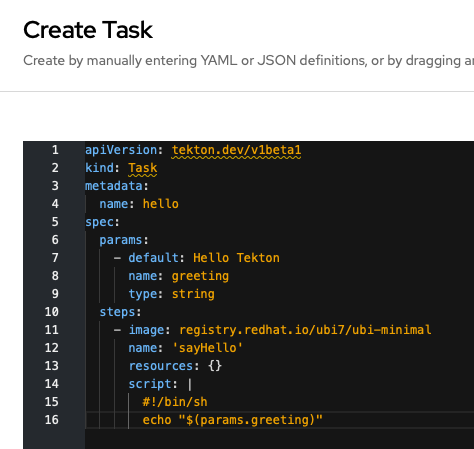 Create Task
Create by manually entering YAML or JSON definitions, or by dragging
1 apiVersion: tekton.dev/v1beta1
2 kind: Task
3 metadata:
4   name: hello
5 spec:
6   params:
7     - default: Hello Tekton
8       name: greeting
9       type: string
10   steps:
11     - image: registry.redhat.io/ubi7/ubi-minimal
12       name: 'sayHello'
13       resources: {}
14       script: |
15         #!/bin/sh
16         echo "$(params.greeting)"